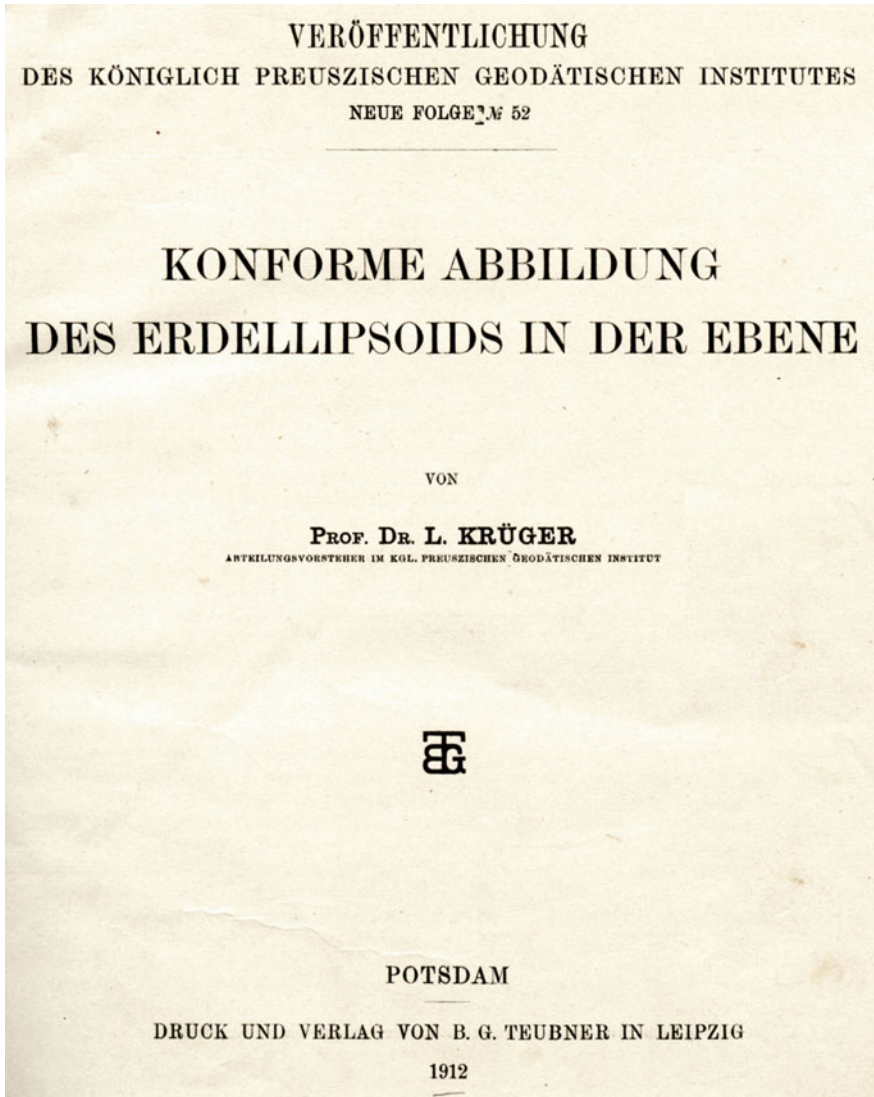 VERÖFFENTLICHUNG
DES KÖNIGLICH PREUSZISCHEN GEODÄTISCHEN INSTITUTES
NEUE FOLGE № 52
KONFORME ABBILDUNG
DES ERDELLIPSOIDS IN DER EBENE
VON
PROF. DR. L. KRÜGER
ABTEILUNGSVORSTEHER IM KGL. PREUSZISCHEN GEODÄTISCHEN INSTITUT
BTG
POTSDAM
DRUCK UND VERLAG VON B. G. TEUBNER IN LEIPZIG
1912